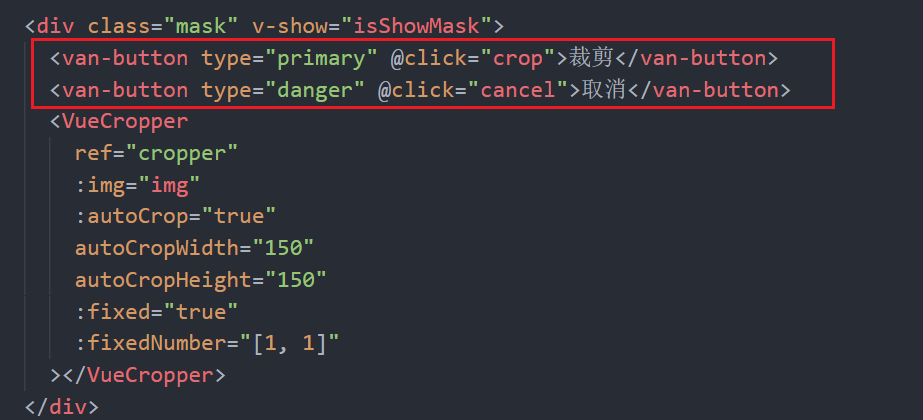 <div class="mask" v-show="isShowMask">
<van-button type="primary" @click="crop">裁剪</van-button>
<van-button type="danger" @click="cancel">取消</van-button>
<VueCropper
ref="cropper"
:img="img"
:autoCrop="true"
autoCropWidth="150"
autoCropHeight="150"
:fixed="true"
:fixedNumber="[1, 1]"
></VueCropper>
</div>